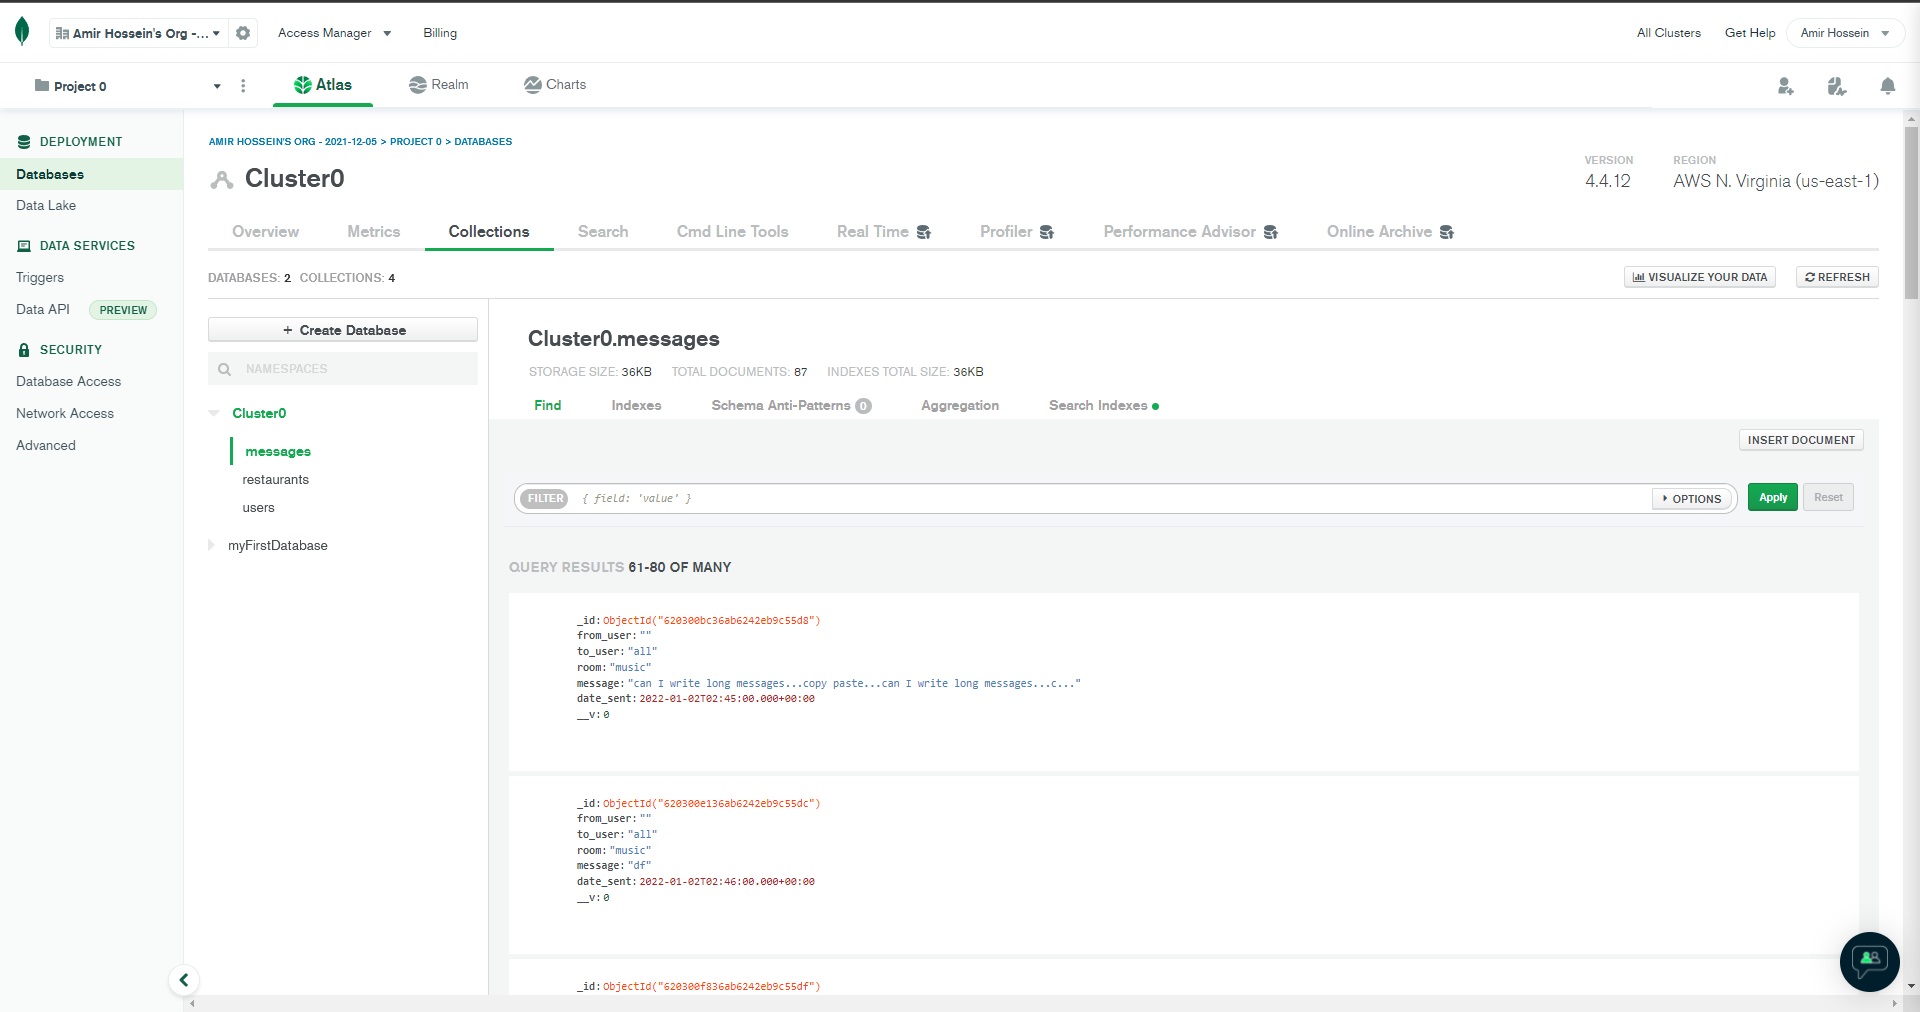 Amir Hossein's Org -...
Access Manager
Billing
All Clusters
Get Help
Amir Hossein
Project 0
Atlas
Realm
Charts
DEPLOYMENT
Databases
Data Lake
DATA SERVICES
Triggers
Data API PREVIEW
SECURITY
Database Access
Network Access
Advanced
AMIR HOSSEIN'S ORG - 2021-12-05 > PROJECT 0 > DATABASES
Cluster0
VERSION
4.4.12
REGION
AWS N. Virginia (us-east-1)
Overview
Metrics
Collections
Search
Cmd Line Tools
Real Time
Profiler
Performance Advisor
Online Archive
DATABASES: 2 COLLECTIONS: 4
VISUALIZE YOUR DATA
REFRESH
+ Create Database
NAMESPACES
Cluster0
messages
restaurants
users
myFirstDatabase
Cluster0.messages
STORAGE SIZE: 36KB TOTAL DOCUMENTS: 87 INDEXES TOTAL SIZE: 36KB
Find
Indexes
Schema Anti-Patterns 0
Aggregation
Search Indexes
INSERT DOCUMENT
FILTER { field: 'value' }
OPTIONS
Apply
Reset
QUERY RESULTS 61-80 OF MANY
_id: ObjectId("620300bc36ab6242eb9c55d8")
from_user: ""
to_user: "all"
room: "music"
message: "can I write long messages...copy paste...can I write long messages...c..."
date_sent: 2022-01-02T02:45:00.000+00:00
__v: 0
_id: ObjectId("620300e136ab6242eb9c55dc")
from_user: ""
to_user: "all"
room: "music"
message: "df"
date_sent: 2022-01-02T02:46:00.000+00:00
__v: 0
_id: ObjectId("620300f836ab6242eb9c55df")